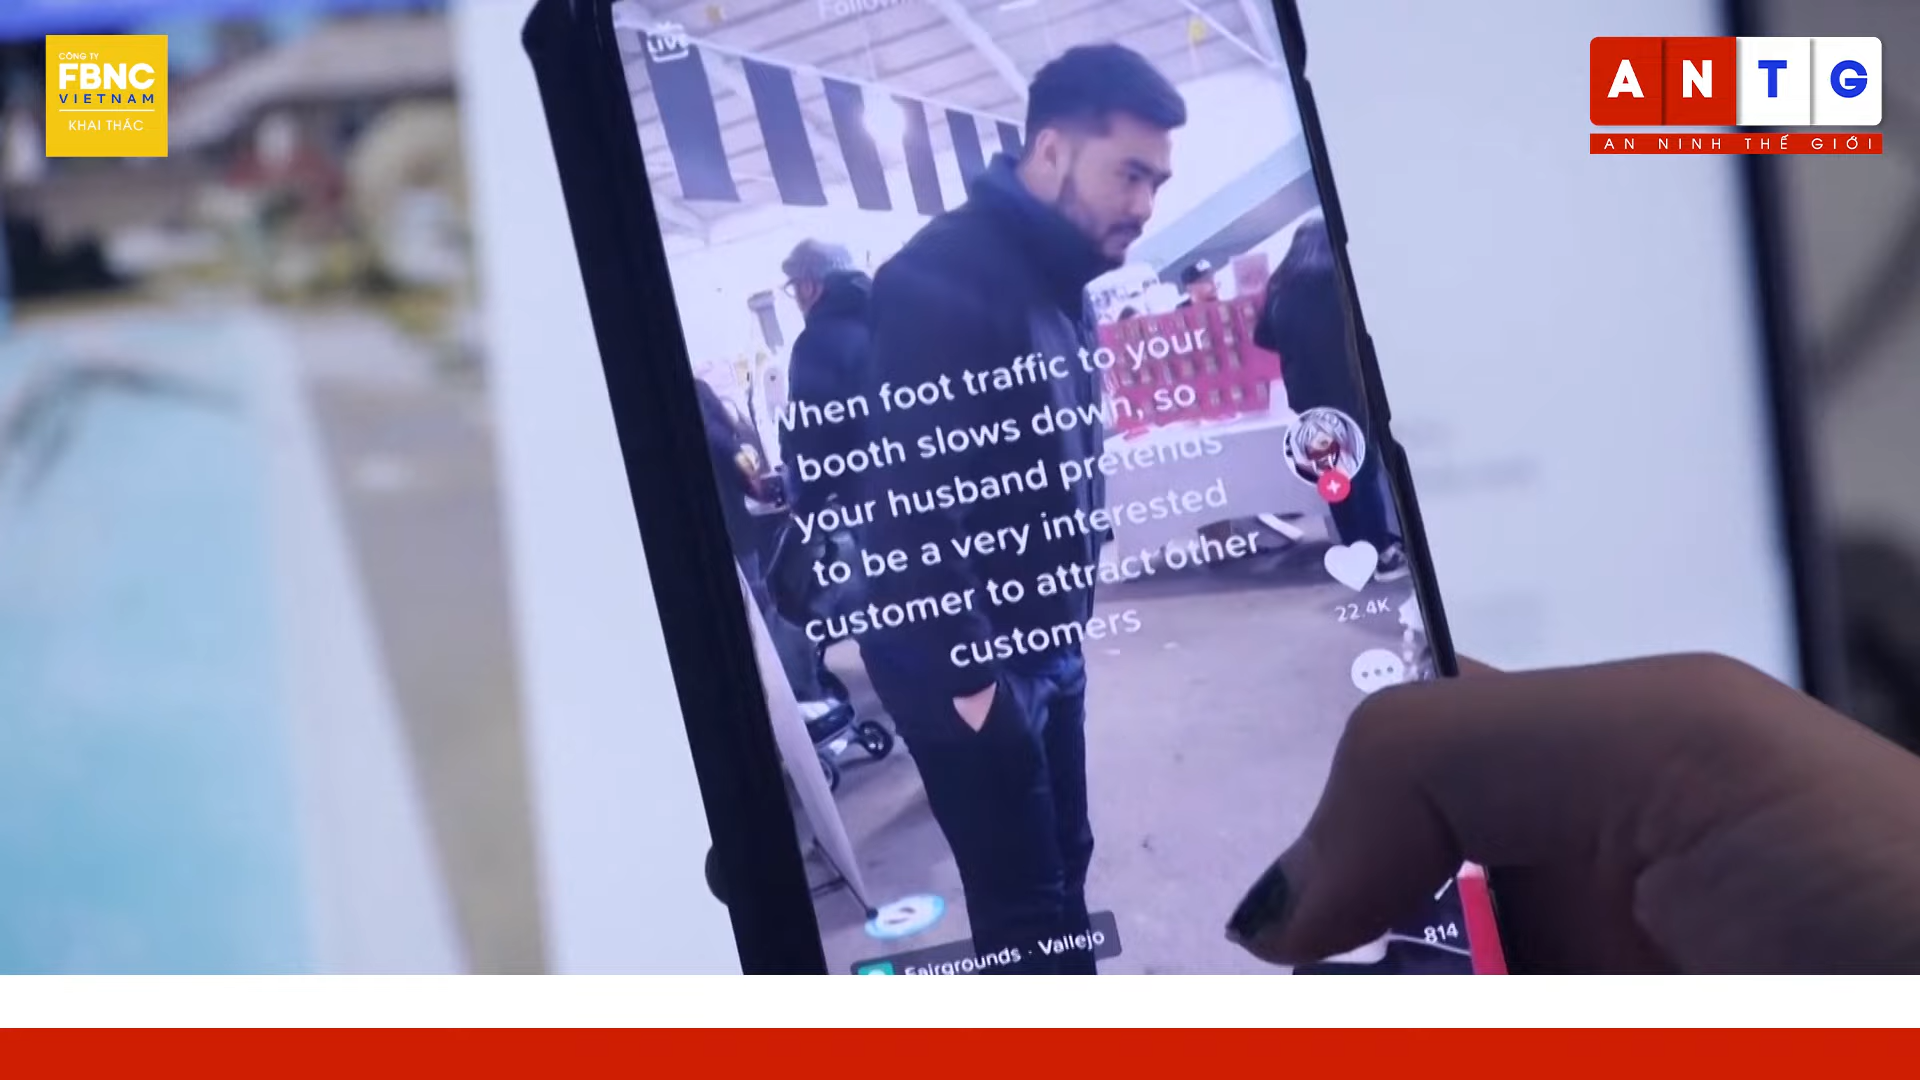 CÔNG TY
FBNC
VIETNAM
KHAI THÁC
ANTG
AN NINH THẾ GIỚI
LIVE
When foot traffic to your
booth slows down, so
your husband pretends
to be a very interested
customer to attract other
customers
22.4K
814
Fairgrounds · Vallejo